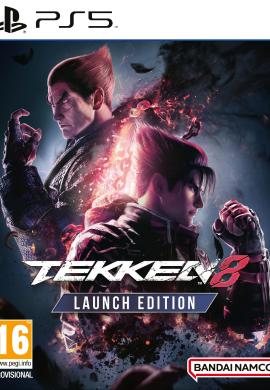 PS5
TEKKEN 8
LAUNCH EDITION
16
www.pegi.info
PROVISIONAL
BANDAI NAMCO